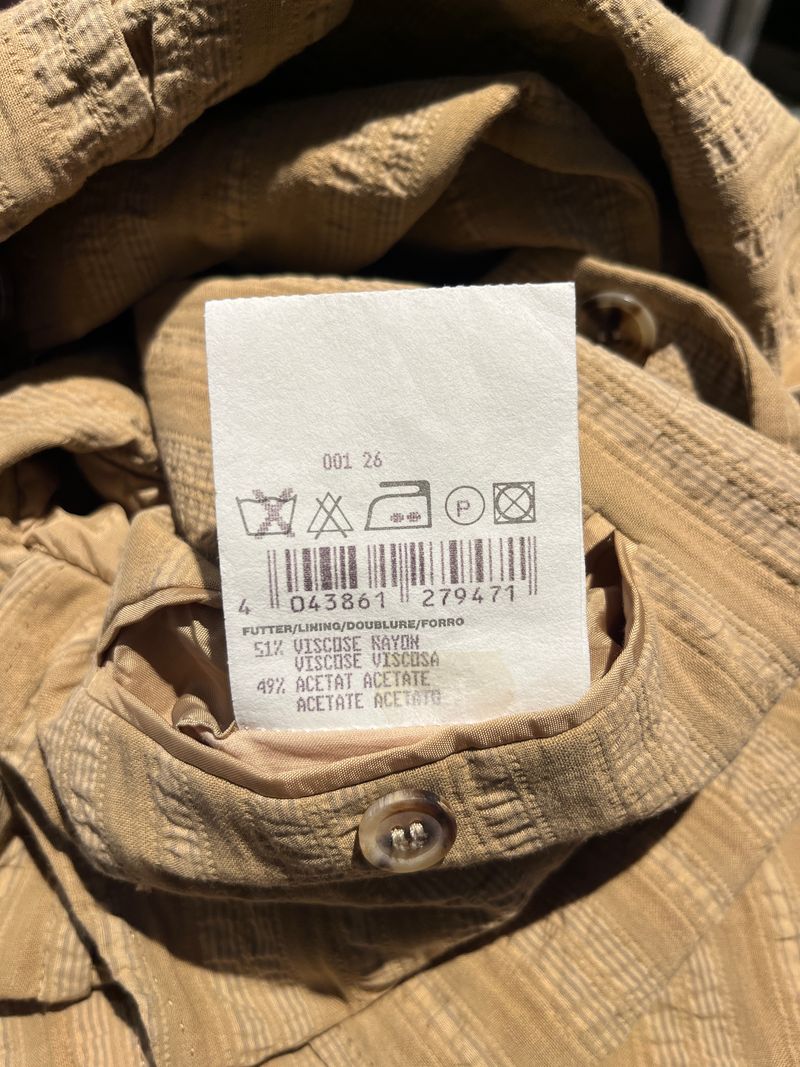 001 26
P
4 043861 279471
FUTTER/LINING/DOUBLURE/FORRO
51% VISCOSE RAYON
VISCOSE VISCOSA
49% ACETAT ACETATE
ACETATE ACETATO